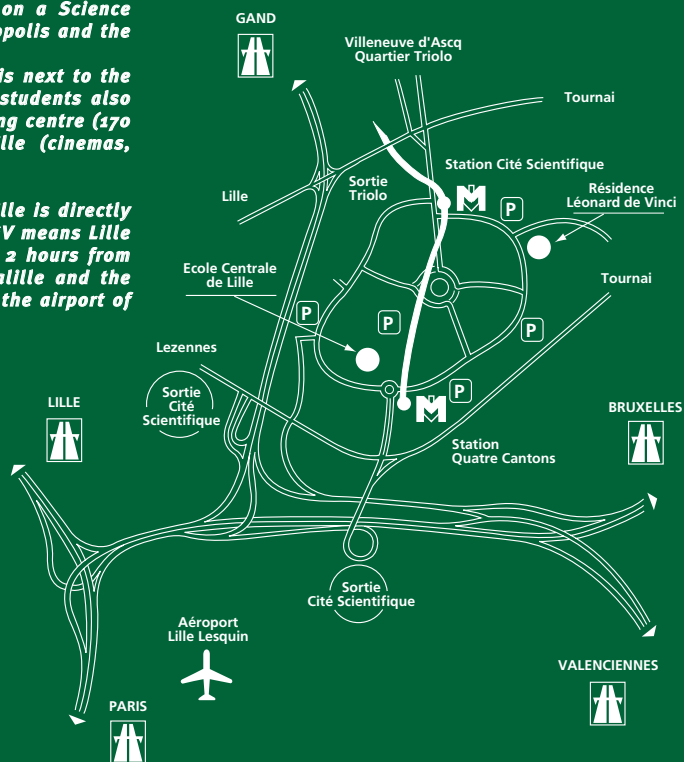 on a Science
opolis and the
is next to the
students also
ng centre (170
lle (cinemas,
lle is directly
V means Lille
2 hours from
alille and the
the airport of
GAND
Villeneuve d'Ascq
Quartier Triolo
Tournai
Station Cité Scientifique
Sortie
Triolo
Lille
M
P
Résidence
Léonard de Vinci
Ecole Centrale
de Lille
Tournai
P
P
P
Lezennes
Sortie
Cité
Scientifique
P
M
LILLE
BRUXELLES
Station
Quatre Cantons
Sortie
Cité Scientifique
Aéroport
Lille Lesquin
VALENCIENNES
PARIS